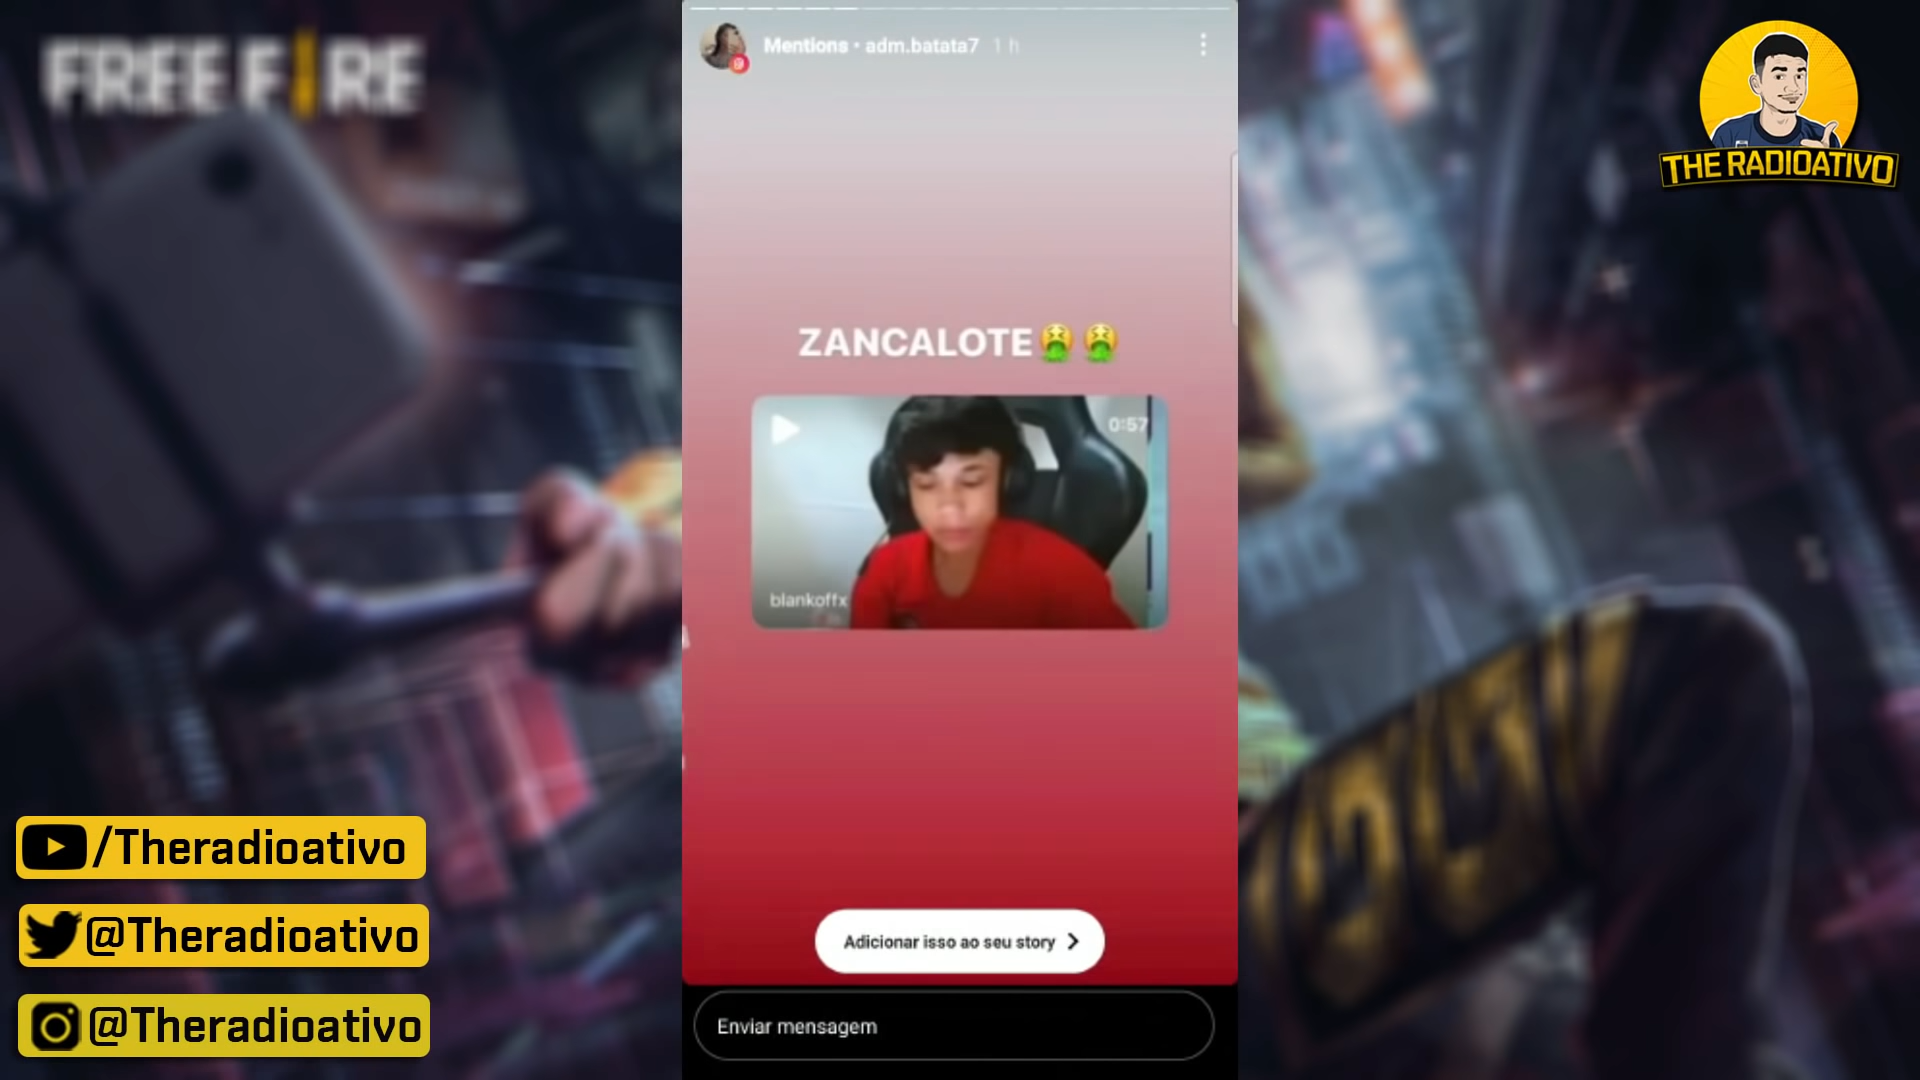 FREE FIRE
Mentions • adm.batata7 1 h
THE RADIOATIVO
ZANCALOTE🤮🤮
0:57
blankoffx
/Theradioativo
@Theradioativo
@Theradioativo
Adicionar isso ao seu story
Enviar mensagem